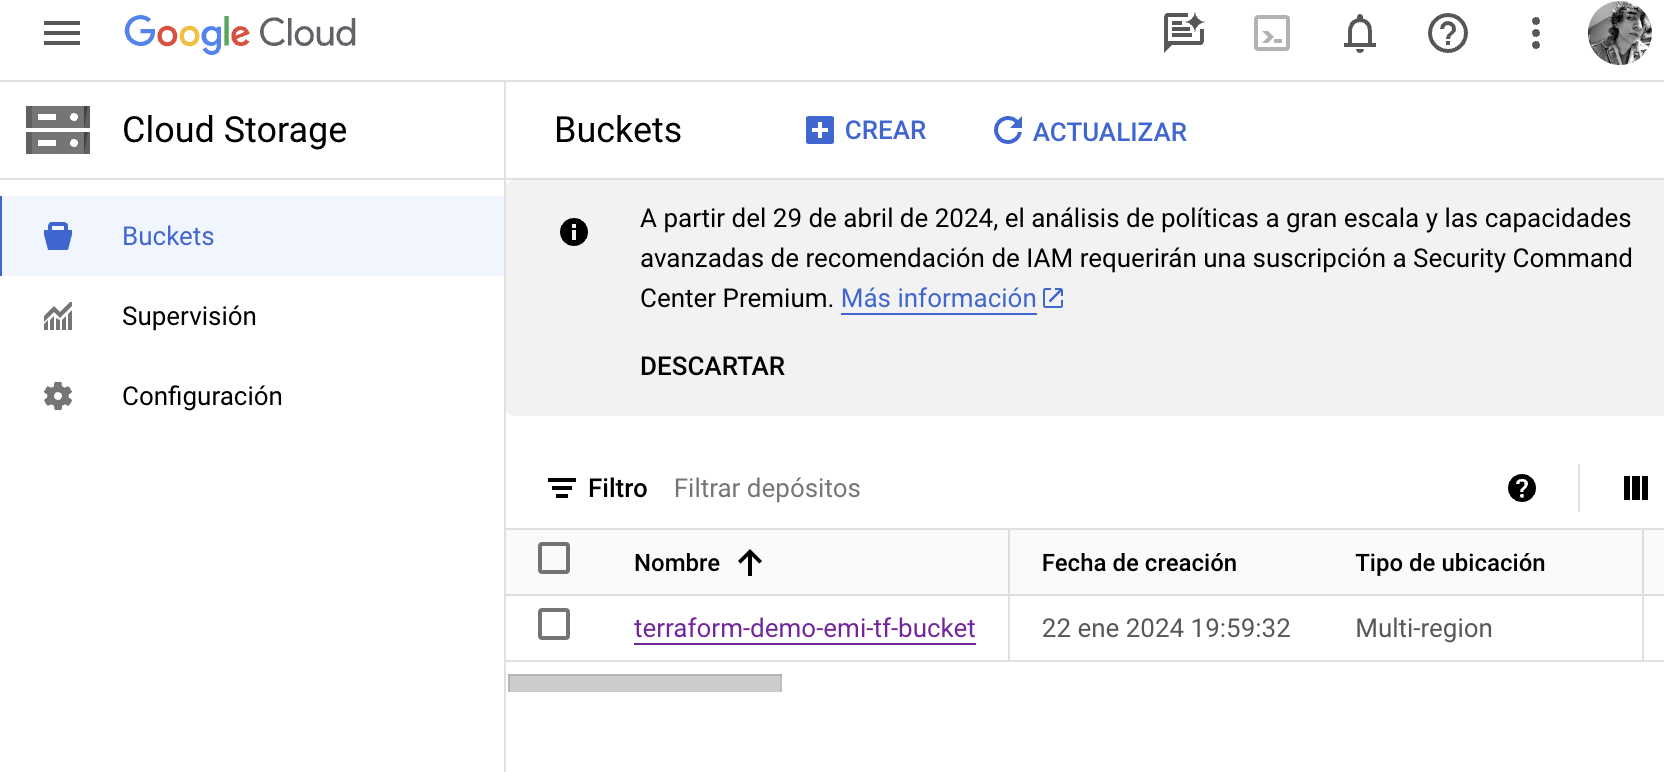 Google Cloud
Cloud Storage
Buckets
Supervisión
Configuración
Buckets
CREAR
ACTUALIZAR
A partir del 29 de abril de 2024, el análisis de políticas a gran escala y las capacidades
avanzadas de recomendación de IAM requerirán una suscripción a Security Command
Center Premium. Más información
DESCARTAR
Filtro Filtrar depósitos
Nombre Fecha de creación Tipo de ubicación
terraform-demo-emi-tf-bucket 22 ene 2024 19:59:32 Multi-region